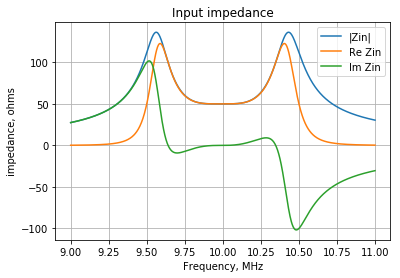 Input impedance
|Zin|
Re Zin
Im Zin
impedance, ohms
100
50
0
−50
−100
9.00 9.25 9.50 9.75 10.00 10.25 10.50 10.75 11.00
Frequency, MHz